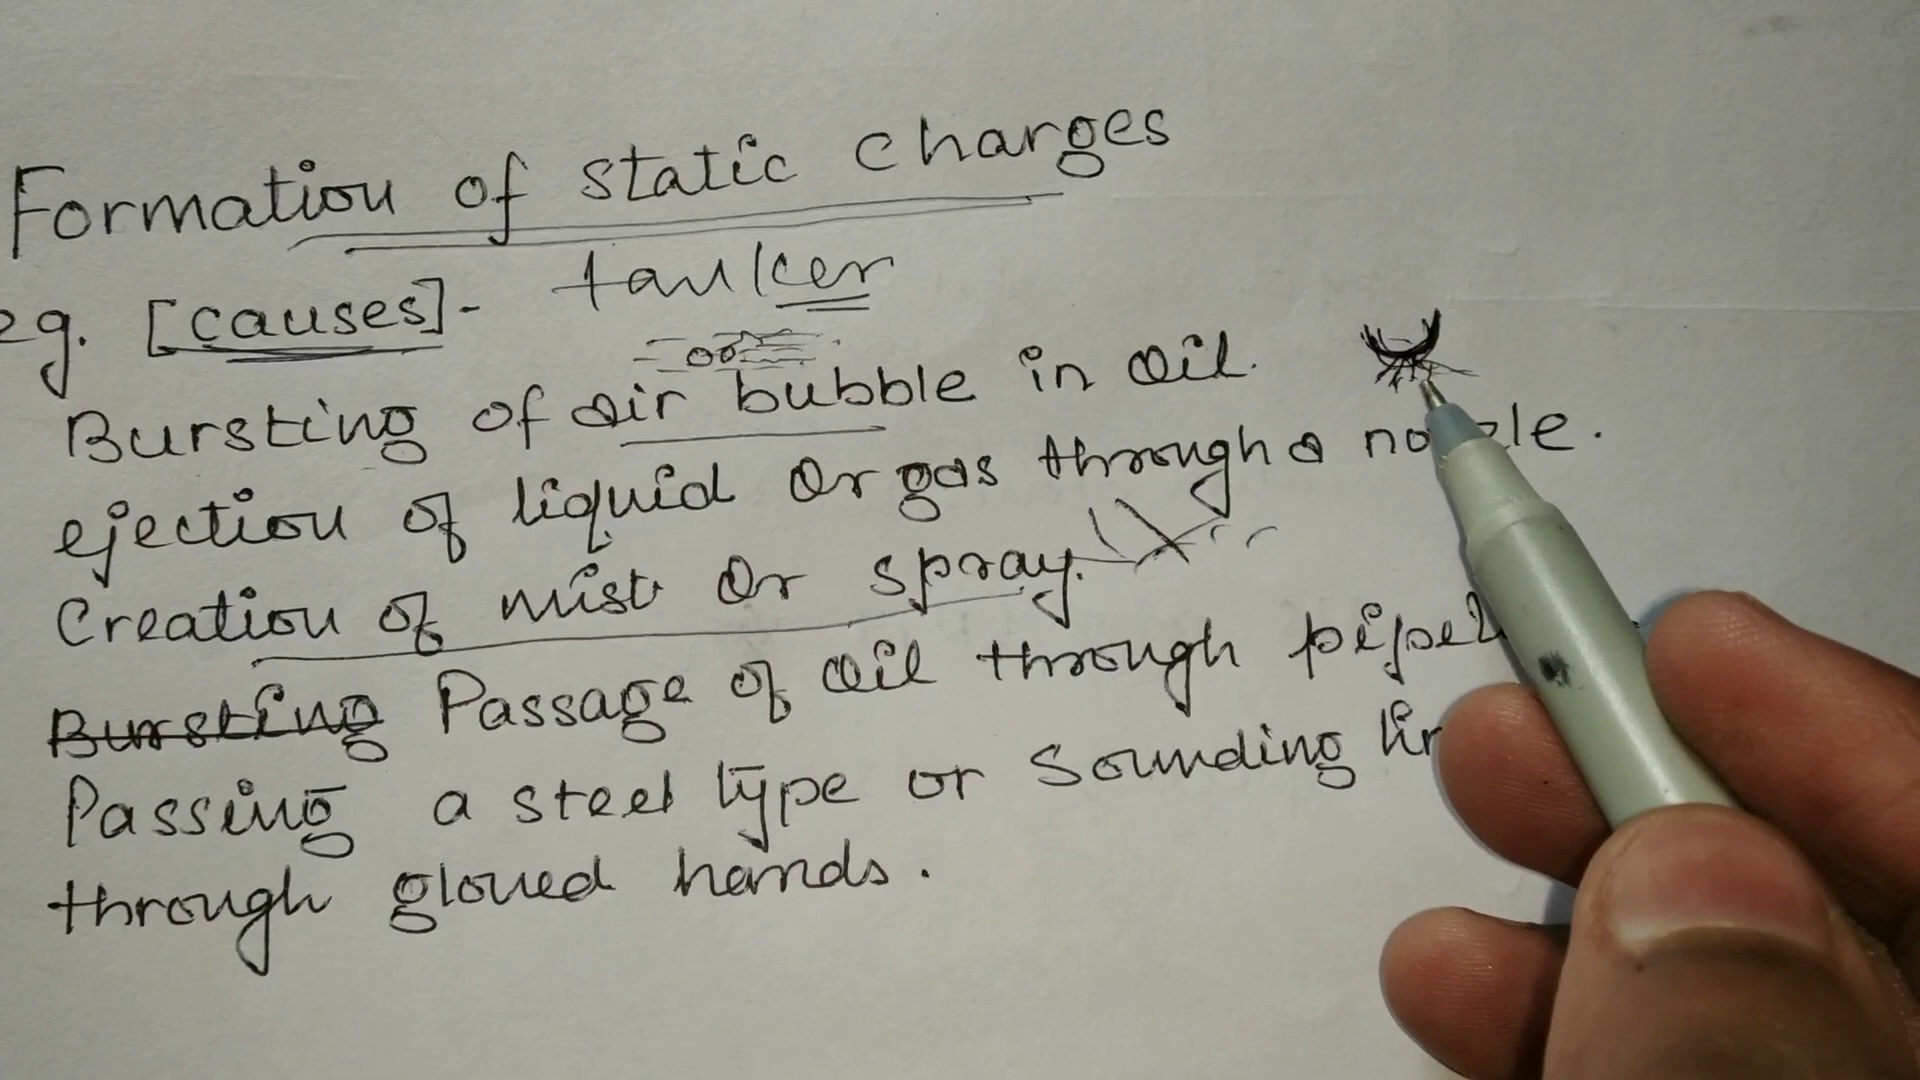 Formation of static charges
eg. [causes]- tanker
Bursting of air bubble in oil.
ejection of liquid or gas through a nozzle.
Creation of mist or spray.
Bursting Passage of oil through
Passing a steel type or sounding
through gloved hands.